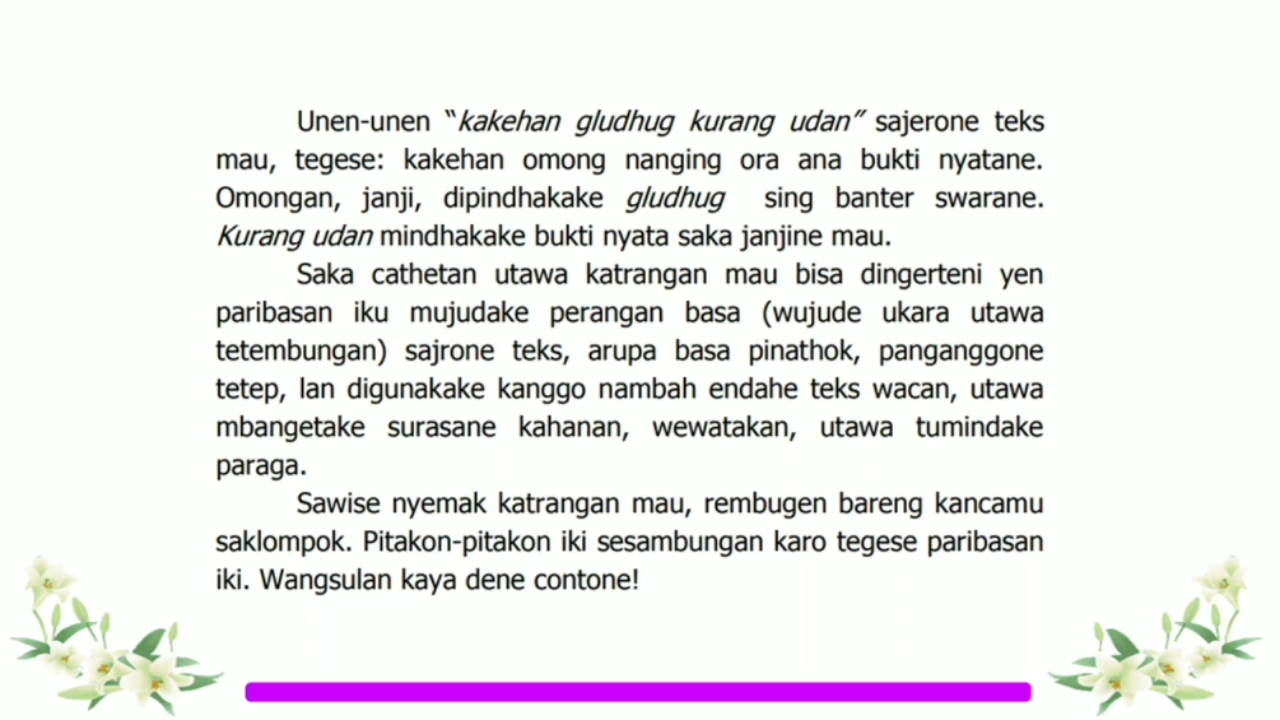 Unen-unen “kakehan gludhug kurang udan” sajerone teks
mau, tegese: kakehan omong nanging ora ana bukti nyatane.
Omongan, janji, dipindhakake gludhug sing banter swarane.
Kurang udan mindhakake bukti nyata saka janjine mau.
Saka cathetan utawa katrangan mau bisa dingerteni yen
paribasan iku mujudake perangan basa (wujude ukara utawa
tetembungan) sajrone teks, arupa basa pinathok, panganggone
tetep, lan digunakake kanggo nambah endahe teks wacan, utawa
mbangetake surasane kahanan, wewatakan, utawa tumindake
paraga.
Sawise nyemak katrangan mau, rembugen bareng kancamu
saklompok. Pitakon-pitakon iki sesambungan karo tegese paribasan
iki. Wangsulan kaya dene contone!